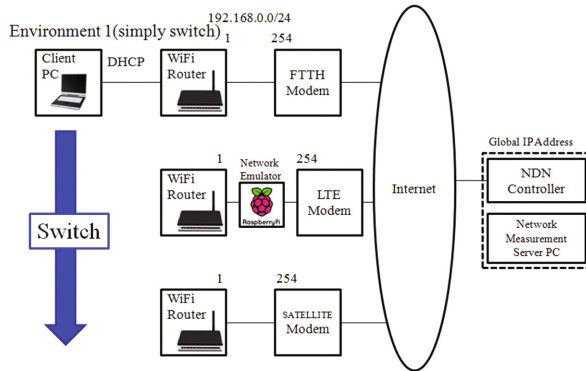 192.168.0.0/24
Environment 1(simply switch)
1
254
Client
PC
DHCP
WiFi
Router
FTTH
Modem
Global IP Address
1
Network
Emulator
254
WiFi
Router
RaspberryPi
LTE
Modem
Internet
NDN
Controller
Network
Measurement
Server PC
Switch
1
254
WiFi
Router
SATELLITE
Modem